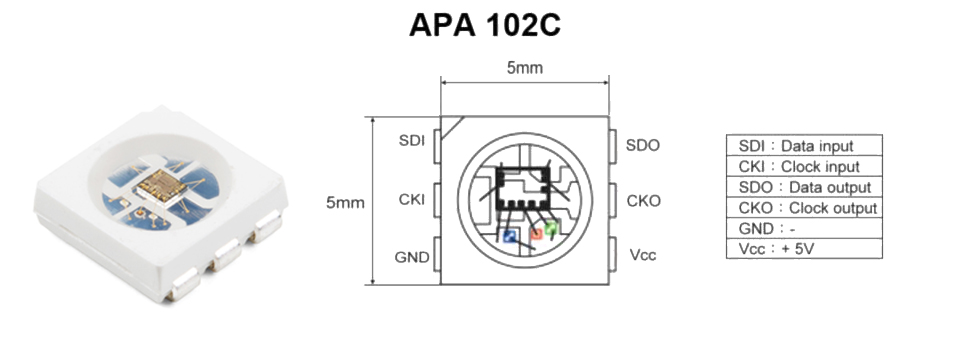 APA 102C
5mm
5mm
SDI
CKI
GND
SDO
CKO
Vcc
SDI : Data input
CKI : Clock input
SDO : Data output
CKO : Clock output
GND : -
Vcc : + 5V